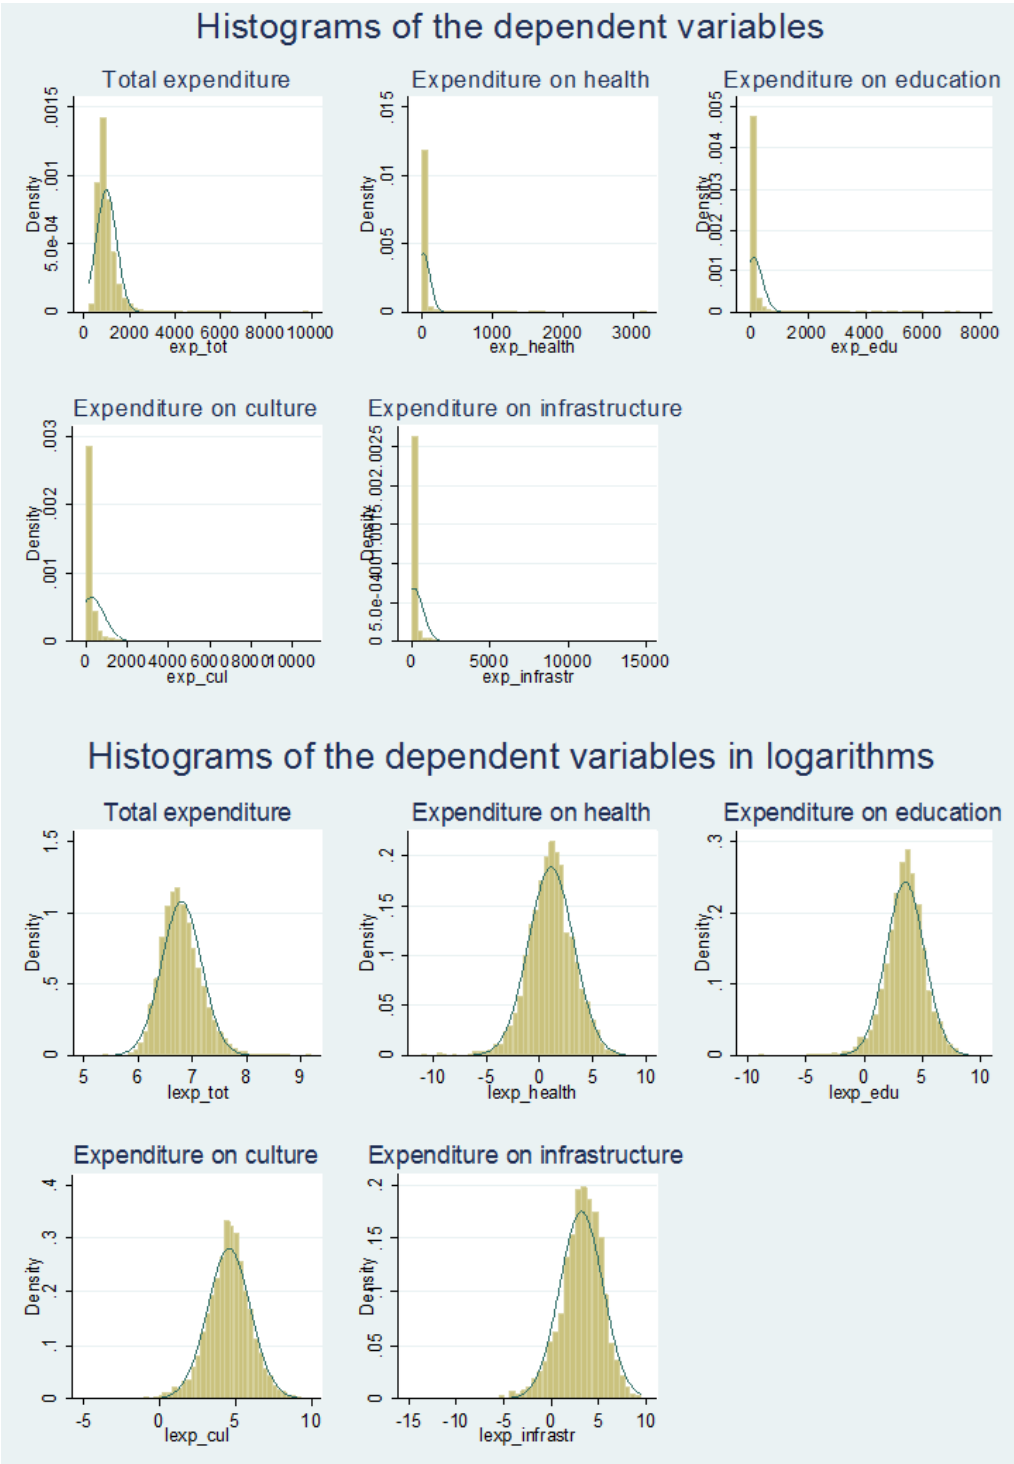 Histograms of the dependent variables
Total expenditure
Density
0 5.0e-04 .001 .0015
0 2000 4000 6000 8000 10000
exp_tot
Expenditure on health
Density
0 .005 .01 .015
0 1000 2000 3000
exp_health
Expenditure on education
Density
0 .001 .002 .003 .004 .005
0 2000 4000 6000 8000
exp_edu
Expenditure on culture
Density
0 .001 .002 .003
0 2000 4000 6000 8000 10000
exp_cul
Expenditure on infrastructure
Density
0 5.0e-04 .001 .0015 .002 .0025
0 5000 10000 15000
exp_infrastr
Histograms of the dependent variables in logarithms
Total expenditure
Density
0 .5 1 1.5
5 6 7 8 9
lexp_tot
Expenditure on health
Density
0 .05 .1 .15 .2
-10 -5 0 5 10
lexp_health
Expenditure on education
Density
0 .1 .2 .3
-10 -5 0 5 10
lexp_edu
Expenditure on culture
Density
0 .1 .2 .3 .4
-5 0 5 10
lexp_cul
Expenditure on infrastructure
Density
0 .05 .1 .15 .2
-15 -10 -5 0 5 10
lexp_infrastr